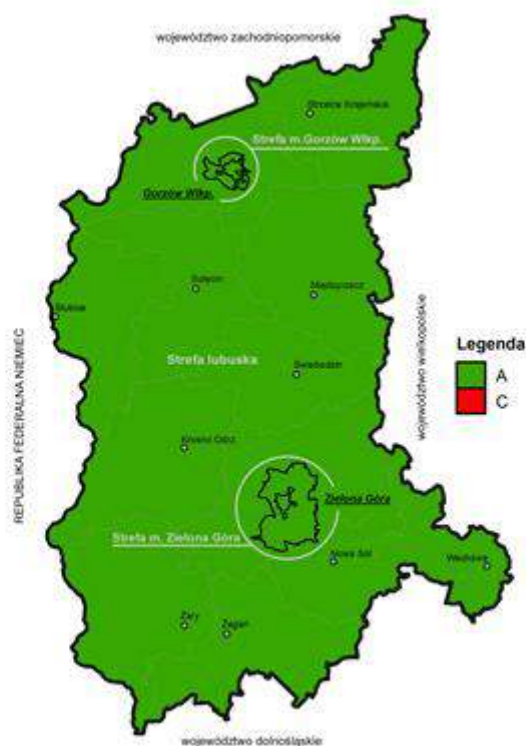 województwo zachodniopomorskie
Strzelce Krajeńskie
Strefa m.Gorzów Wlkp.
Gorzów Wlkp.
Sulęcin
Międzyrzecz
Słubice
REPUBLIKA FEDERALNA NIEMIEC
województwo wielkopolskie
Legenda
A
C
Strefa lubuska
Świebodzin
Krosno Odrz.
Zielona Góra
Strefa m. Zielona Góra
Nowa Sól
Wschowa
Żary
Żagań
województwo dolnośląskie